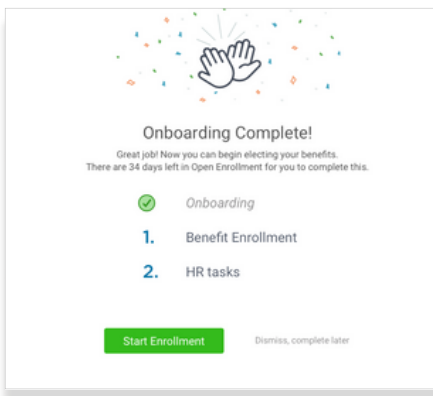 Onboarding Complete!
Great job! Now you can begin electing your benefits.
There are 34 days left in Open Enrollment for you to complete this.
Onboarding
1. Benefit Enrollment
2. HR tasks
Start Enrollment Dismiss, complete later